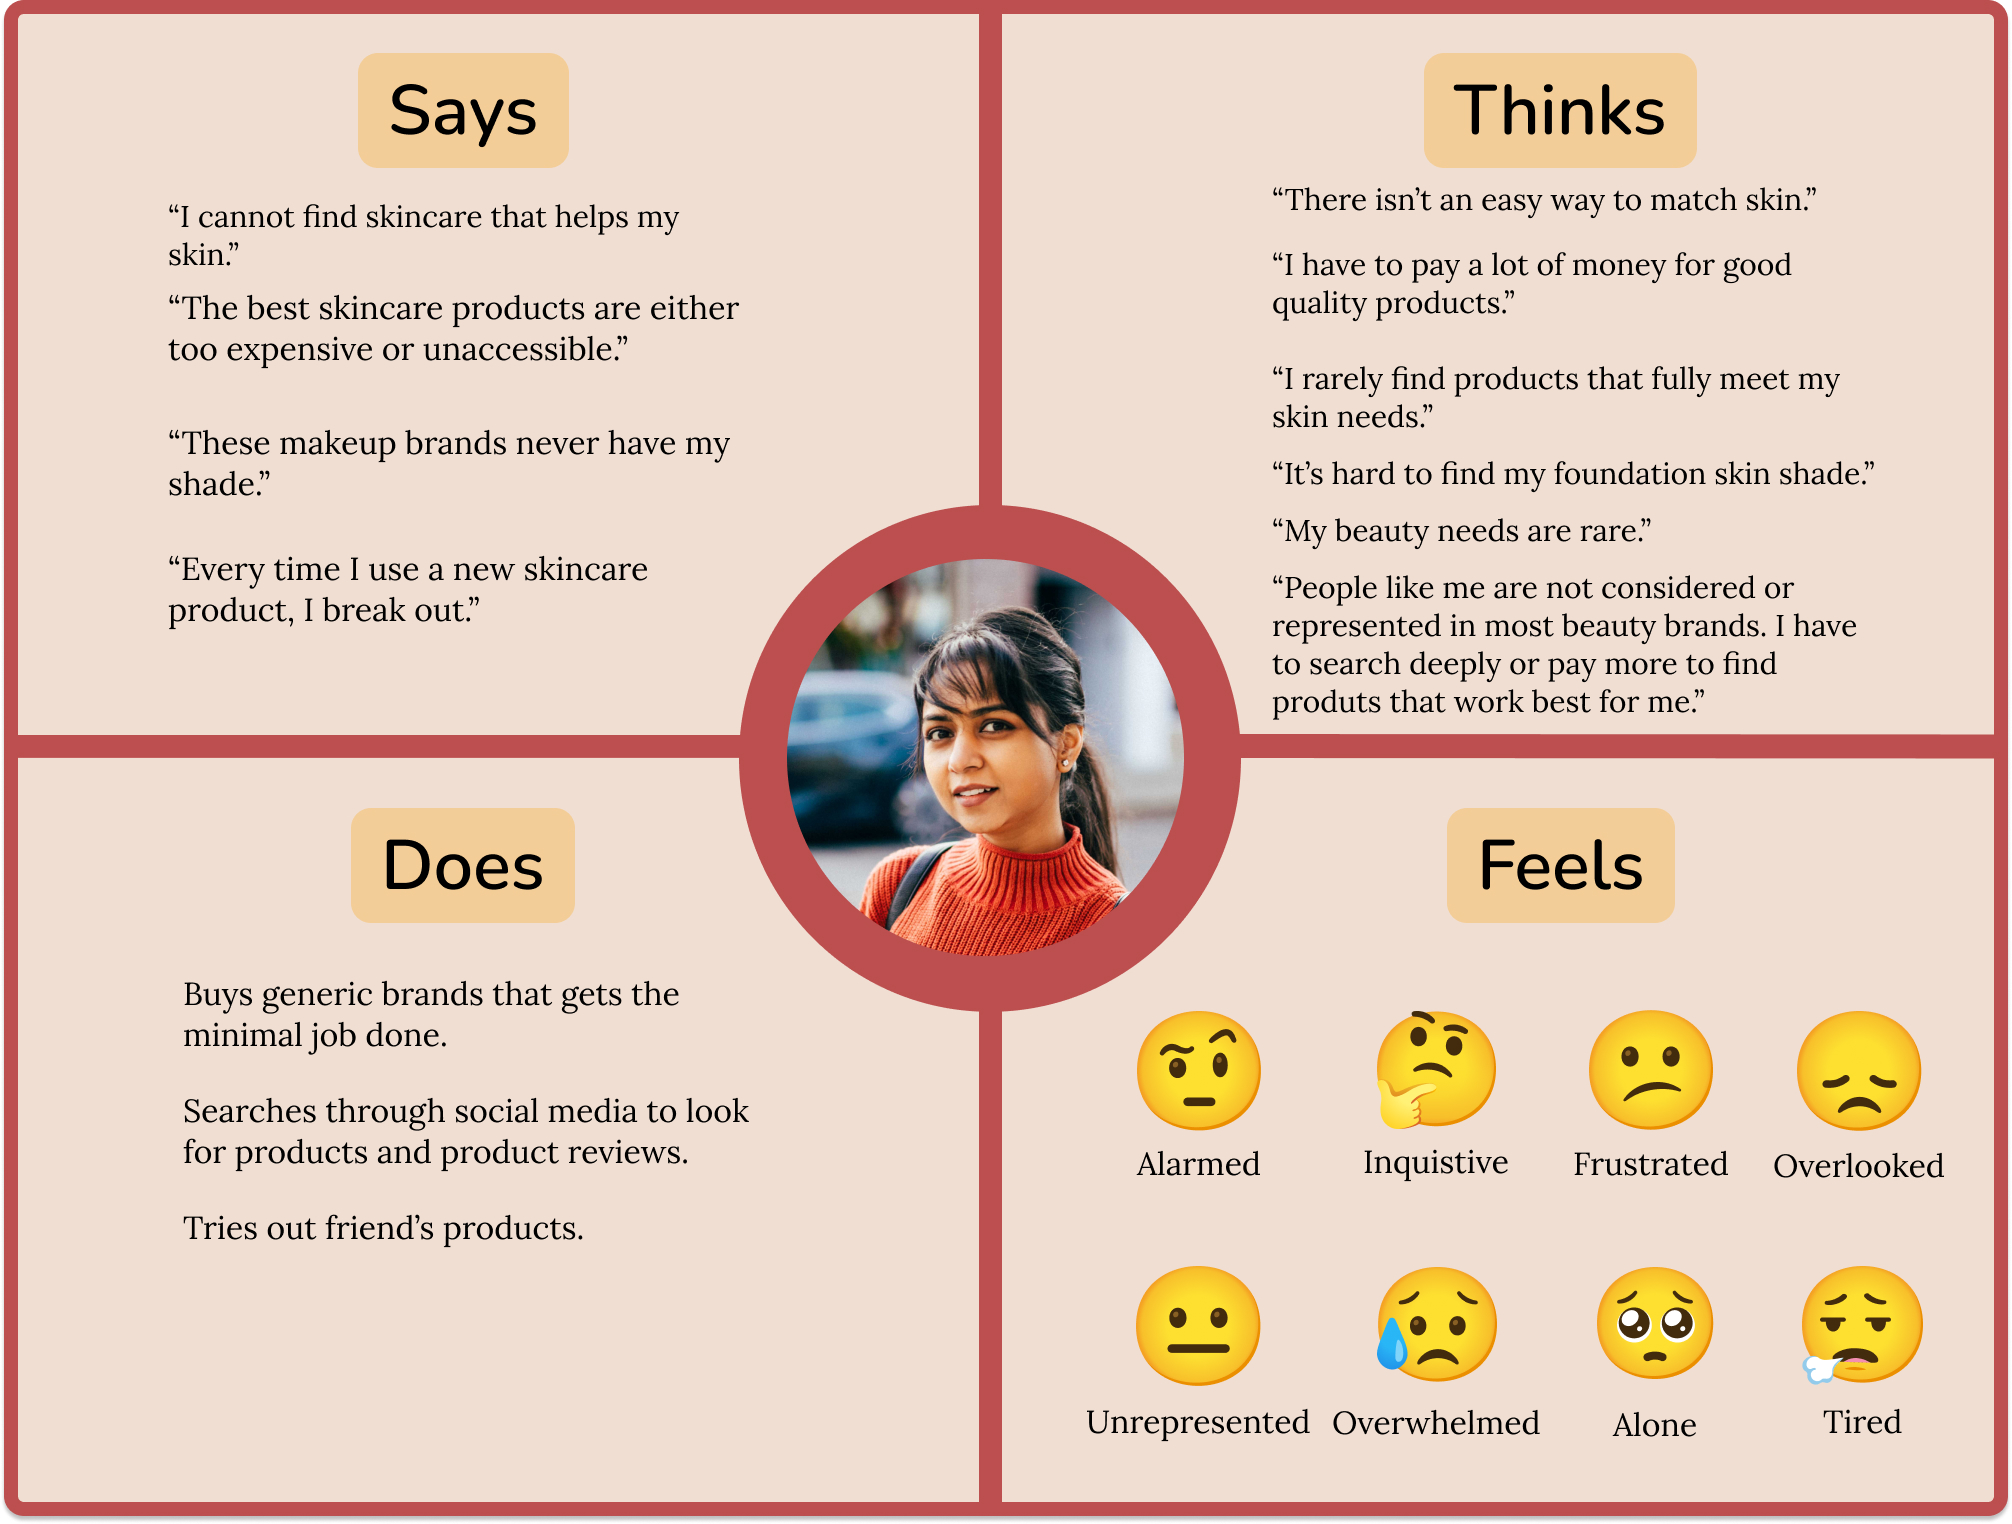 Says
“I cannot find skincare that helps my
skin.”
“The best skincare products are either
too expensive or unaccessible.”
“These makeup brands never have my
shade.”
“Every time I use a new skincare
product, I break out.”
Thinks
“There isn’t an easy way to match skin.”
“I have to pay a lot of money for good
quality products.”
“I rarely find products that fully meet my
skin needs.”
“It’s hard to find my foundation skin shade.”
“My beauty needs are rare.”
“People like me are not considered or
represented in most beauty brands. I have
to search deeply or pay more to find
produts that work best for me.”
Does
Buys generic brands that gets the
minimal job done.
Searches through social media to look
for products and product reviews.
Tries out friend’s products.
Feels
Alarmed
Inquistive
Frustrated
Overlooked
Unrepresented
Overwhelmed
Alone
Tired